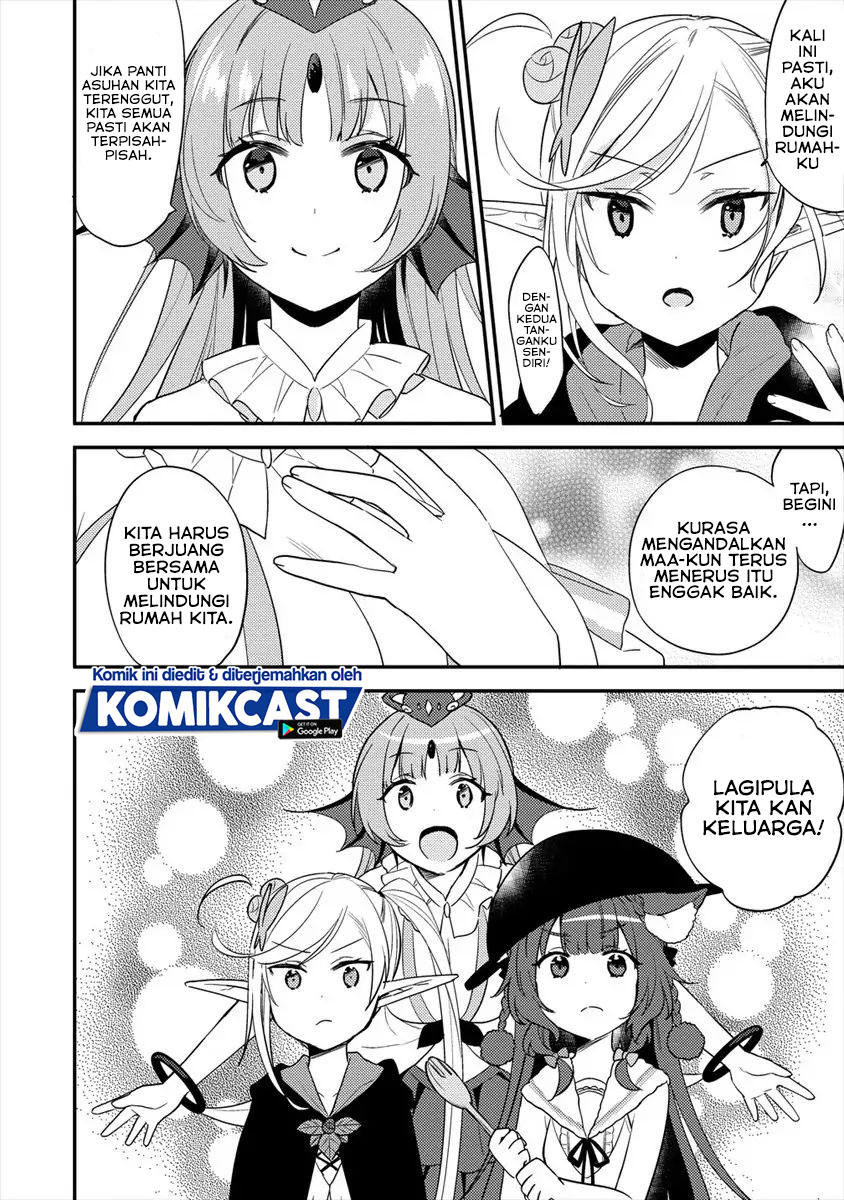 KALI
INI
PASTI,
AKU
AKAN
MELIN-
DUNGI
RUMAH-
KU
DEN-
GAN
KEDUA
TAN-
GANKU
SEN-
DIRI!
JIKA PANTI
ASUHAN KITA
TERENGGUT,
KITA SEMUA
PASTI AKAN
TERPISAH-
PISAH.
TAPI,
BEGINI
...
KURASA
MENGANDALKAN
MAA-KUN TERUS
MENERUS ITU
ENGGAK BAIK.
KITA HARUS
BERJUANG
BERSAMA
UNTUK
MELINDUNGI
RUMAH KITA.
Komik ini diedit & diterjemahkan oleh
KOMIKCAST
GET IT ON
Google Play
LAGIPULA
KITA KAN
KELUARGA!